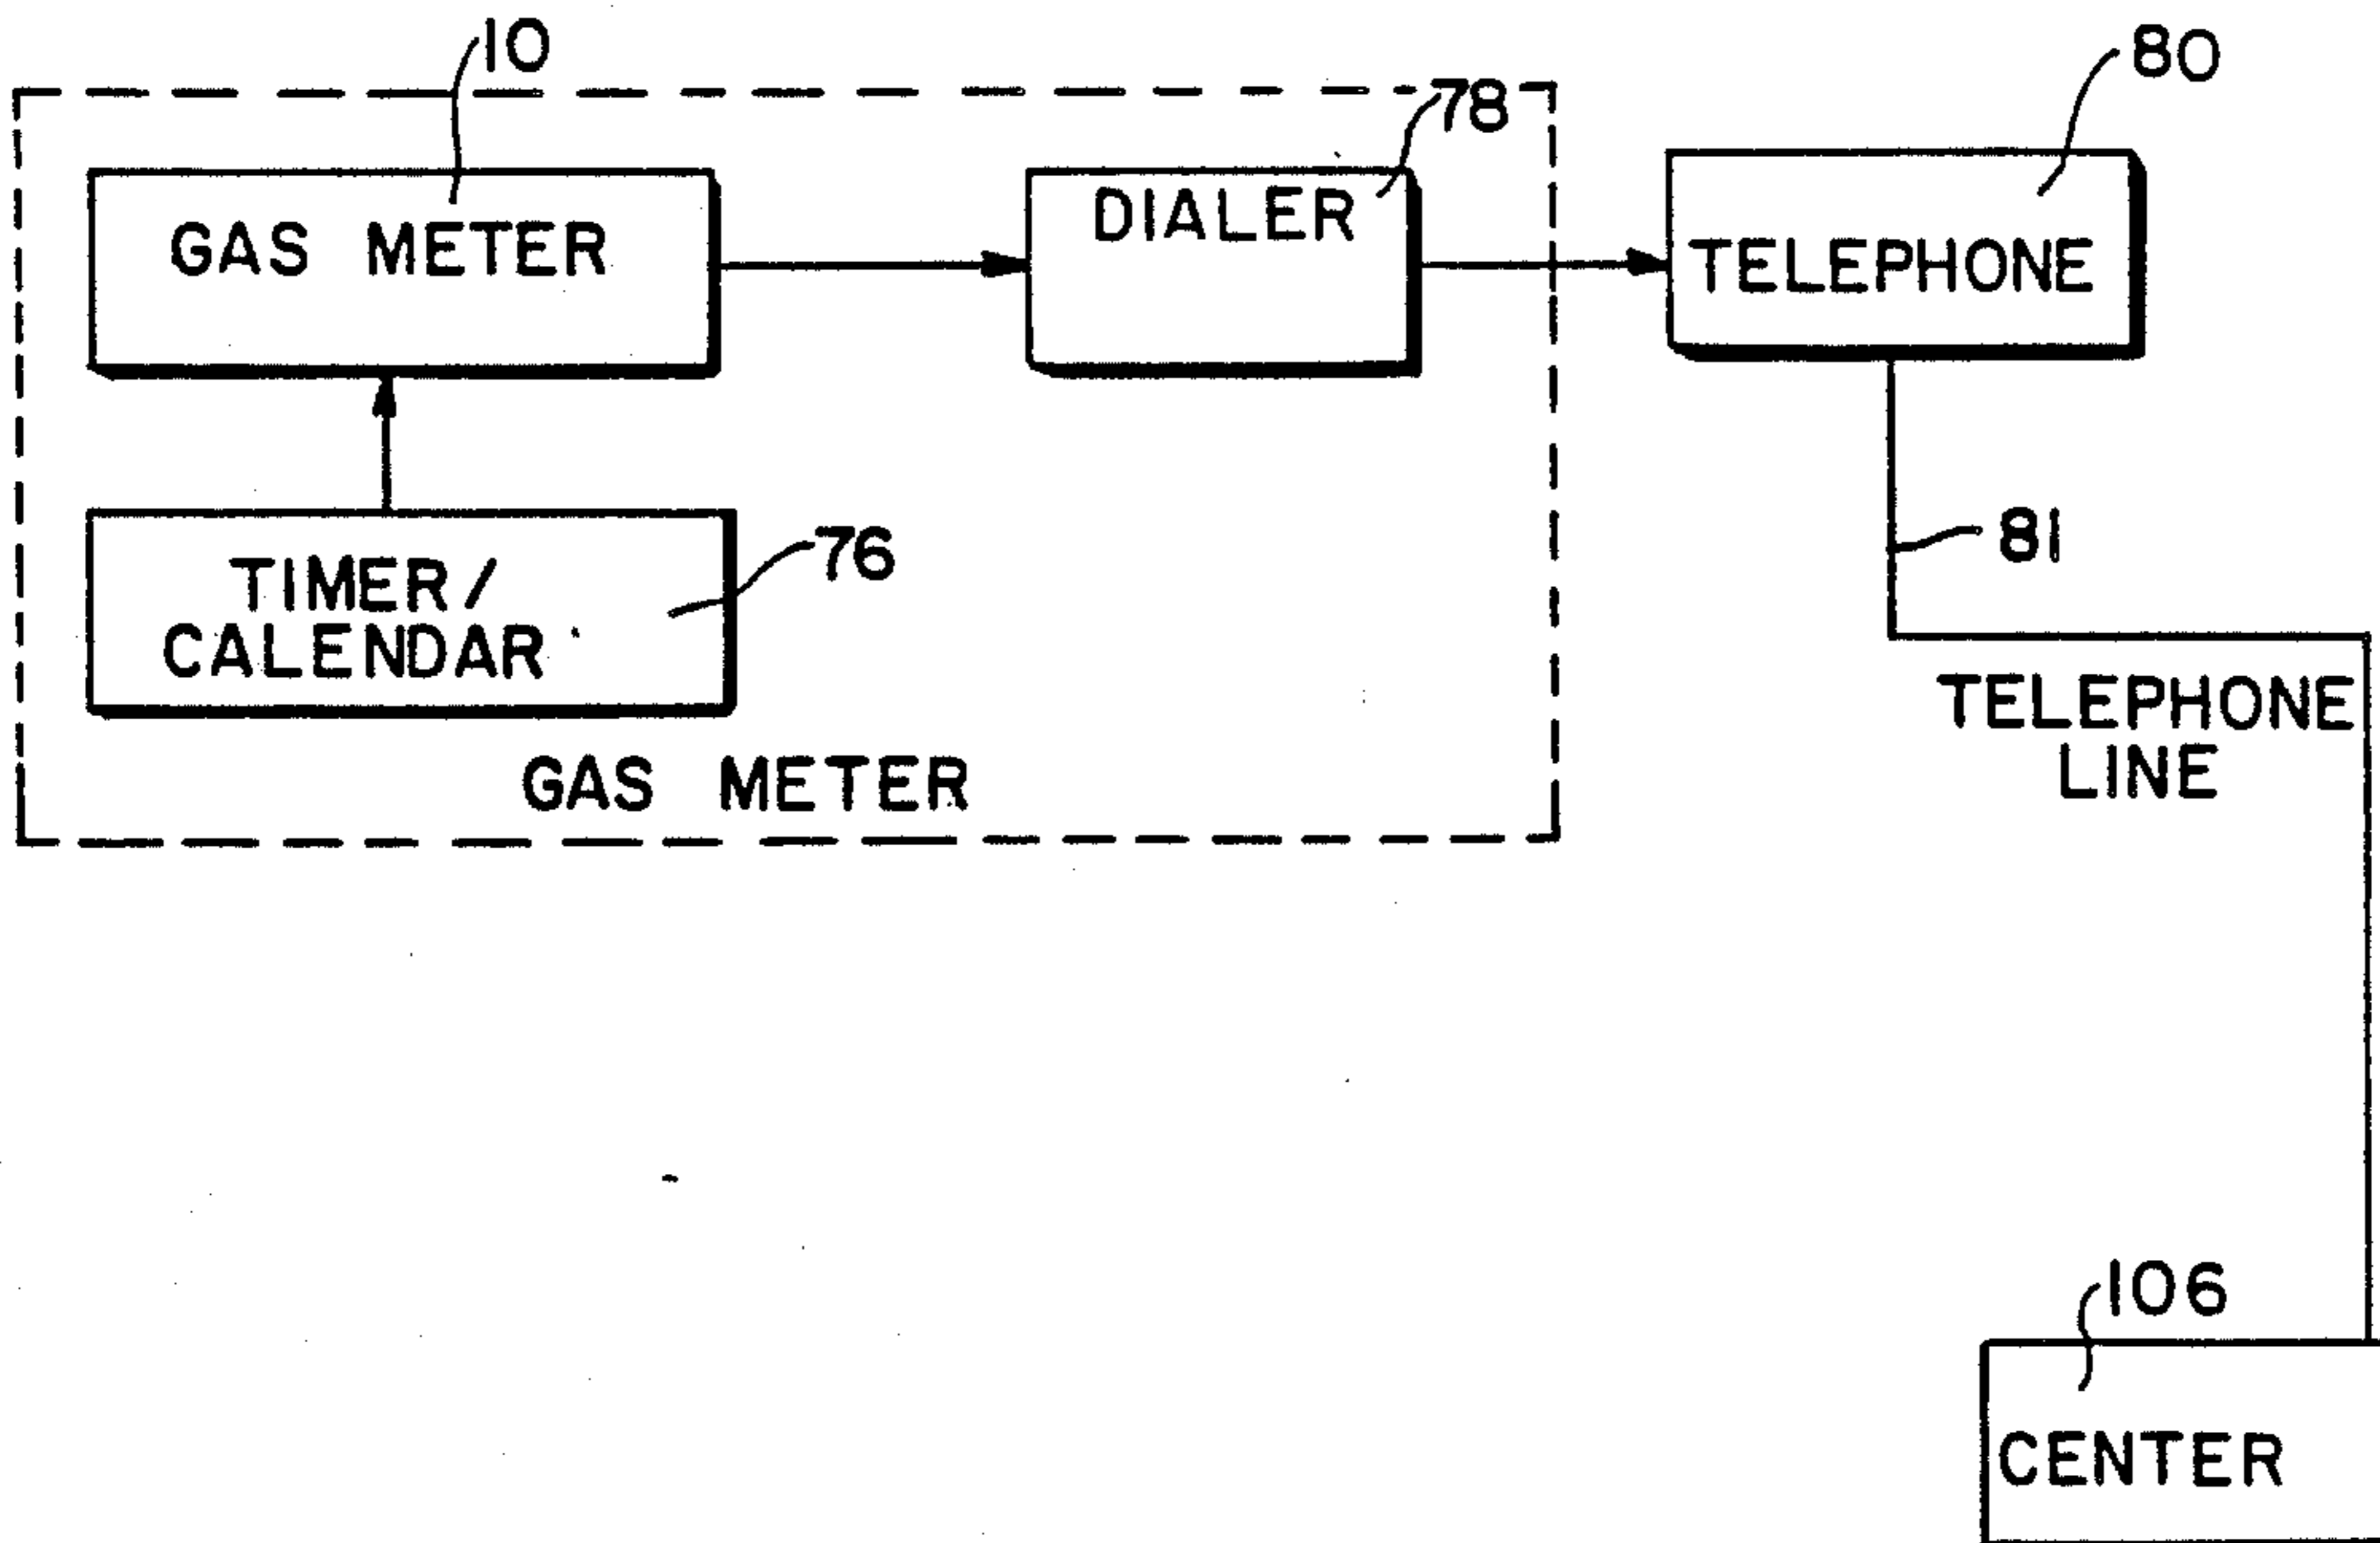 10
80
78
GAS METER
DIALER
TELEPHONE
76
81
TIMER/
CALENDAR
TELEPHONE
LINE
GAS METER
106
CENTER